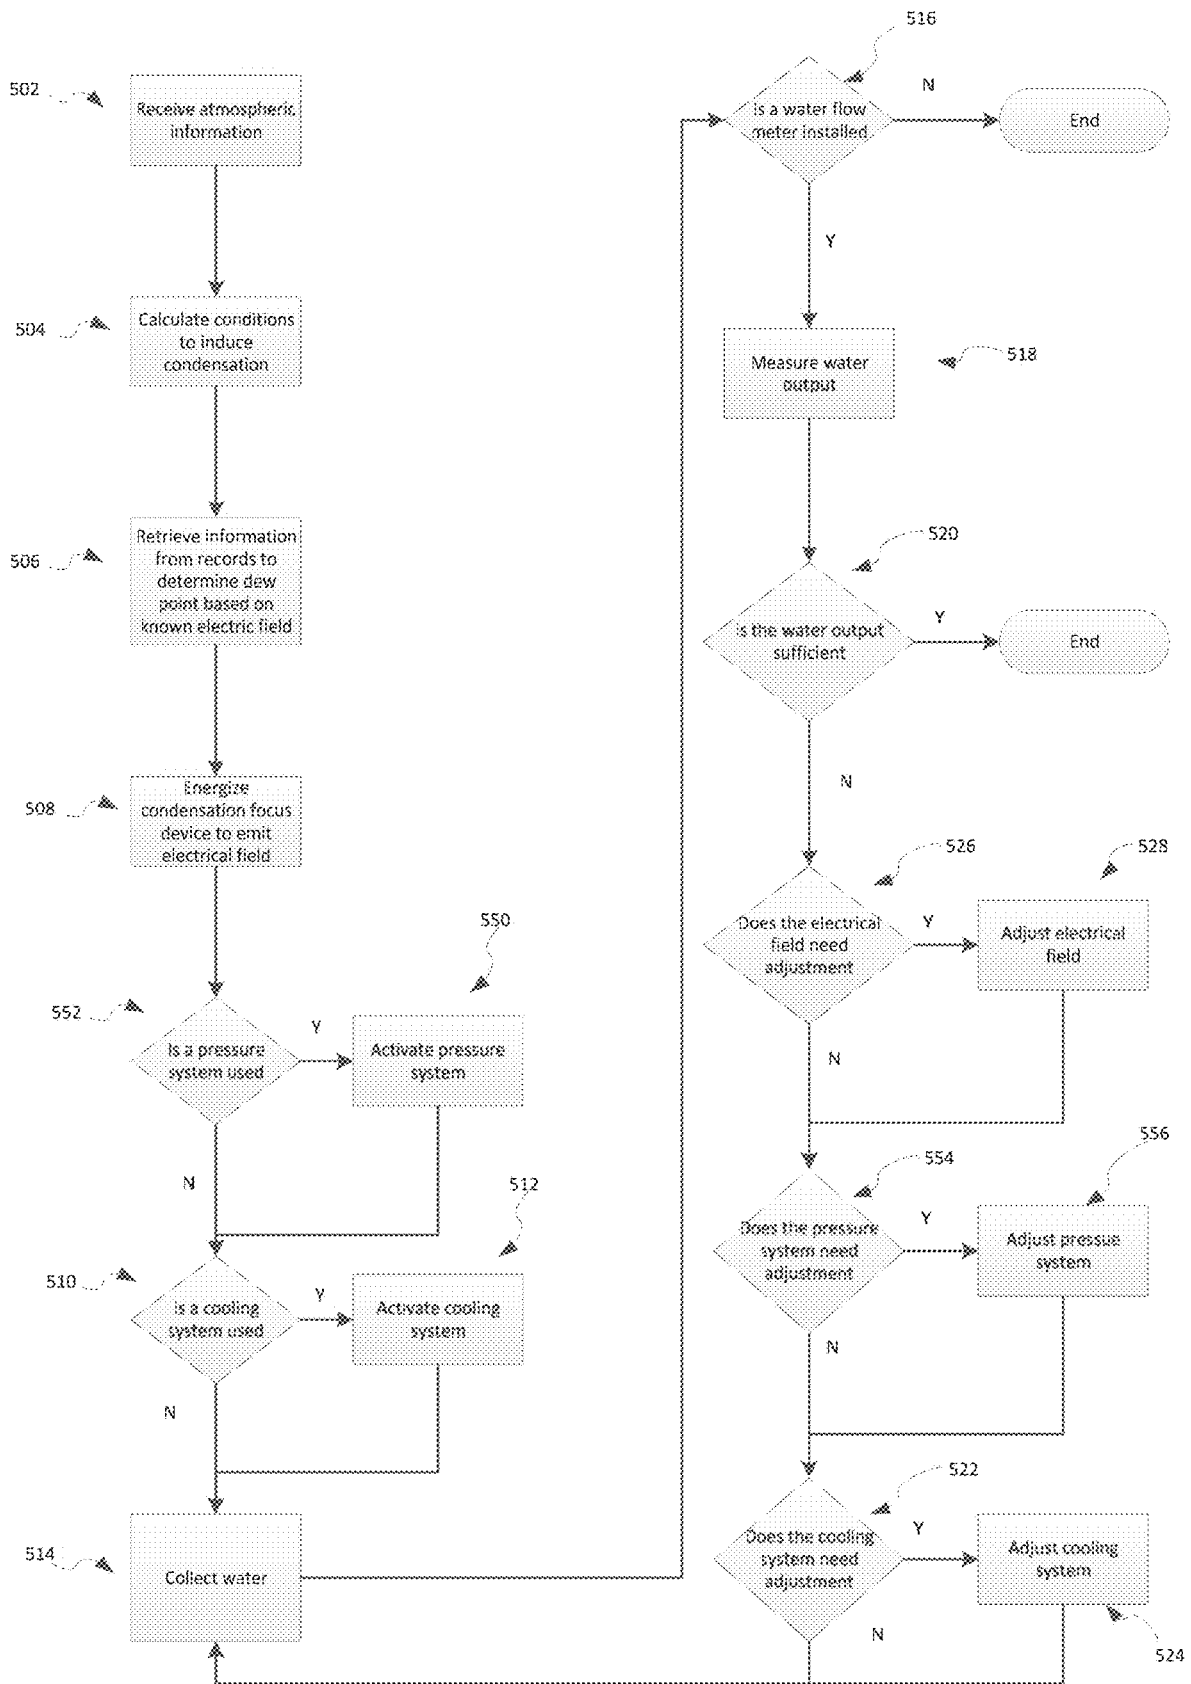 502
Receive atmospheric
information
504
Calculate conditions
to induce
condensation
506
Retrieve information
from records to
determine dew
point based on
known electric field
508
Energize
condensation focus
device to emit
electrical field
552
Is a pressure
system used
Y
N
550
Activate pressure
system
510
Is a cooling
system used
Y
N
512
Activate cooling
system
514
Collect water
516
Is a water flow
meter installed
N
End
Y
518
Measure water
output
520
Is the water output
sufficient
Y
End
N
526
Does the electrical
field need
adjustment
Y
N
528
Adjust electrical
field
554
Does the pressure
system need
adjustment
Y
N
556
Adjust pressue
system
522
Does the cooling
system need
adjustment
Y
N
Adjust cooling
system
524